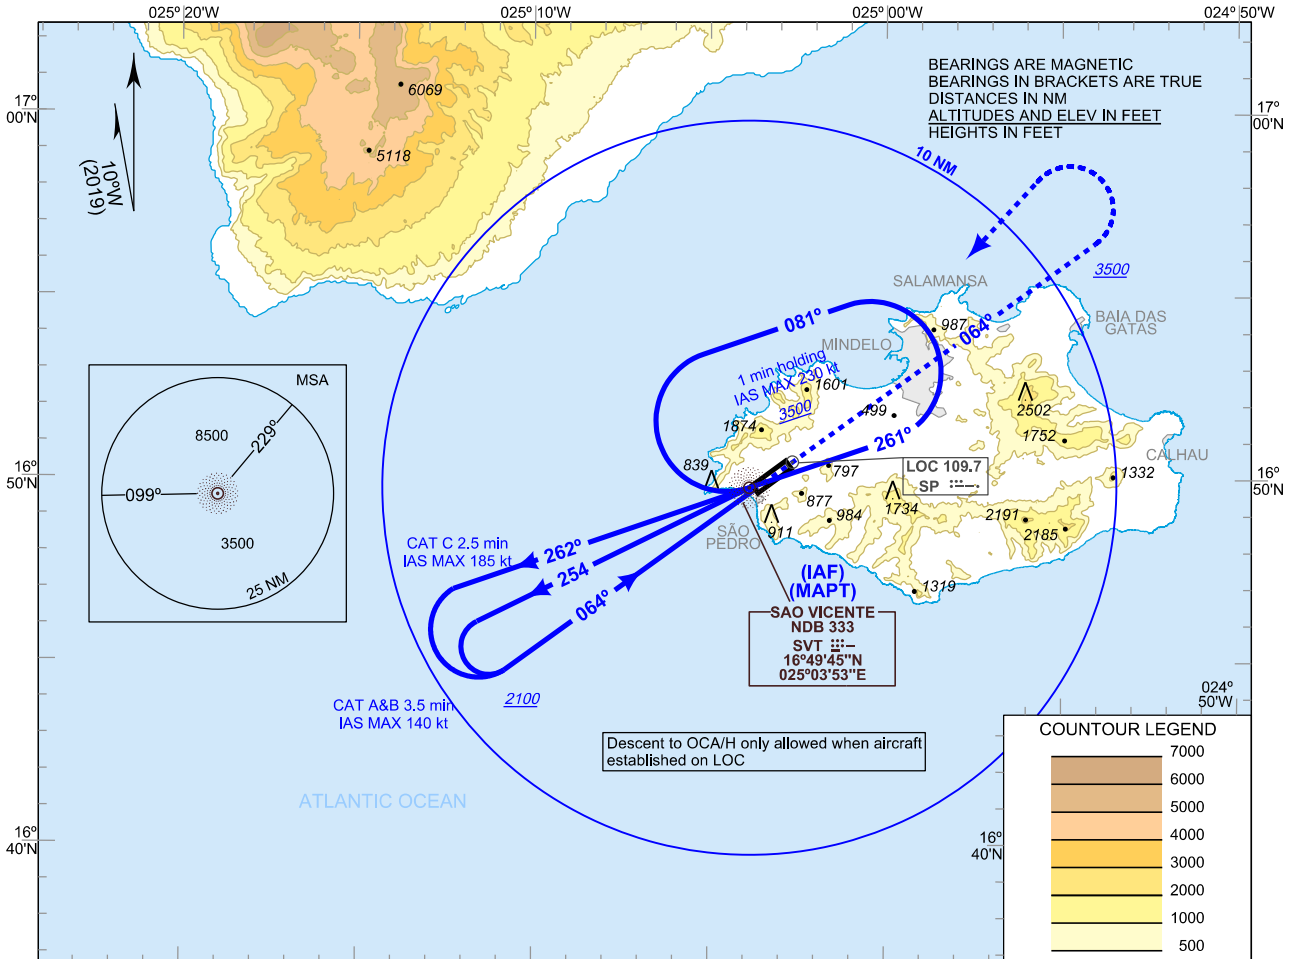 025º20'W
025º10'W
025º00'W
024º50'W
BEARINGS ARE MAGNETIC
BEARINGS IN BRACKETS ARE TRUE
DISTANCES IN NM
ALTITUDES AND ELEV IN FEET
HEIGHTS IN FEET
17º
00'N
17º
00'N
10ºW
(2019)
6069
5118
10 NM
3500
SALAMANSA
BAIA DAS
GATAS
987
064º
081º
MINDELO
1 min holding
IAS MAX 230 kt
3500
1601
499
1874
261º
2502
1752
CALHAU
1332
MSA
8500
229º
099º
3500
25 NM
16º
50'N
16º
50'N
839
797
LOC 109.7
SP
877
984
1734
2191
2185
911
SÃO
PEDRO
1319
CAT C 2.5 min
IAS MAX 185 kt
262º
254
064º
(IAF)
(MAPT)
SAO VICENTE
NDB 333
SVT
16º49'45"N
025º03'53"E
CAT A&B 3.5 min
IAS MAX 140 kt
2100
024º
50'W
Descent to OCA/H only allowed when aircraft
established on LOC
ATLANTIC OCEAN
16º
40'N
16º
40'N
COUNTOUR LEGEND
7000
6000
5000
4000
3000
2000
1000
500